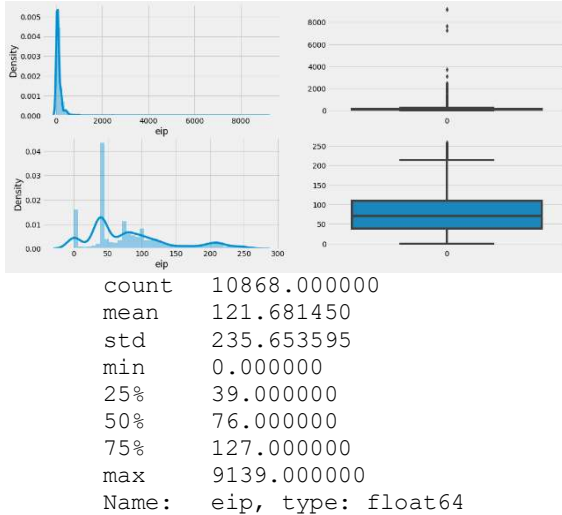 0.005
0.004
0.003
0.002
0.001
0.000
Density
0 2000 4000 6000 8000
eip
8000
6000
4000
2000
0
0
0.04
0.03
0.02
0.01
0.00
Density
0 50 100 150 200 250 300
eip
250
200
150
100
50
0
0
count 10868.000000
mean 121.681450
std 235.653595
min 0.000000
25% 39.000000
50% 76.000000
75% 127.000000
max 9139.000000
Name: eip, type: float64